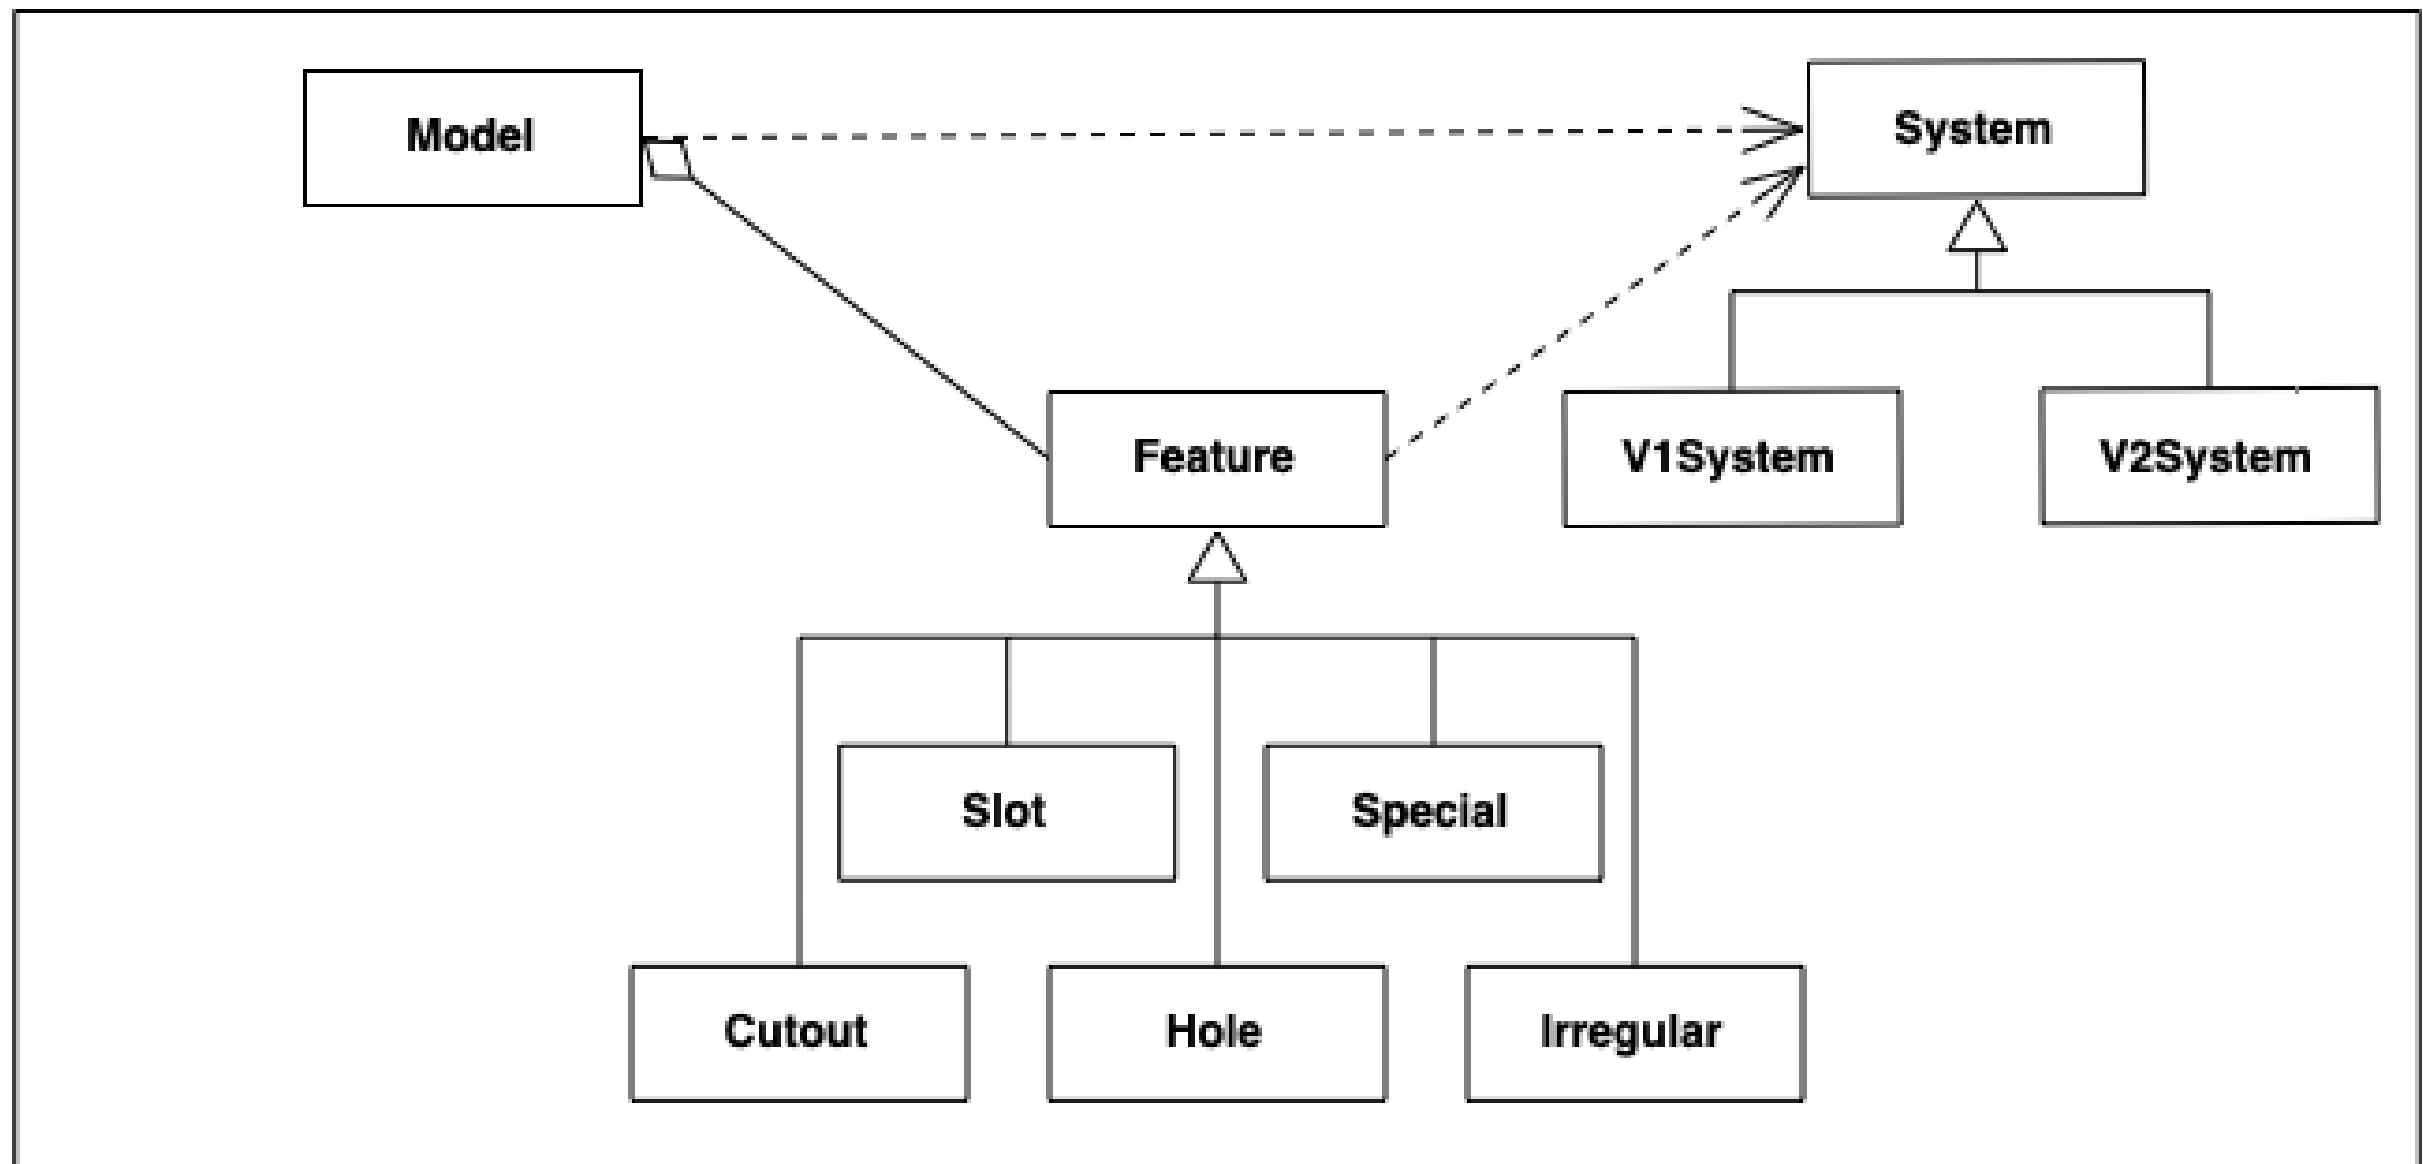 Model
System
Feature
V1System
V2System
Slot
Special
Cutout
Hole
Irregular